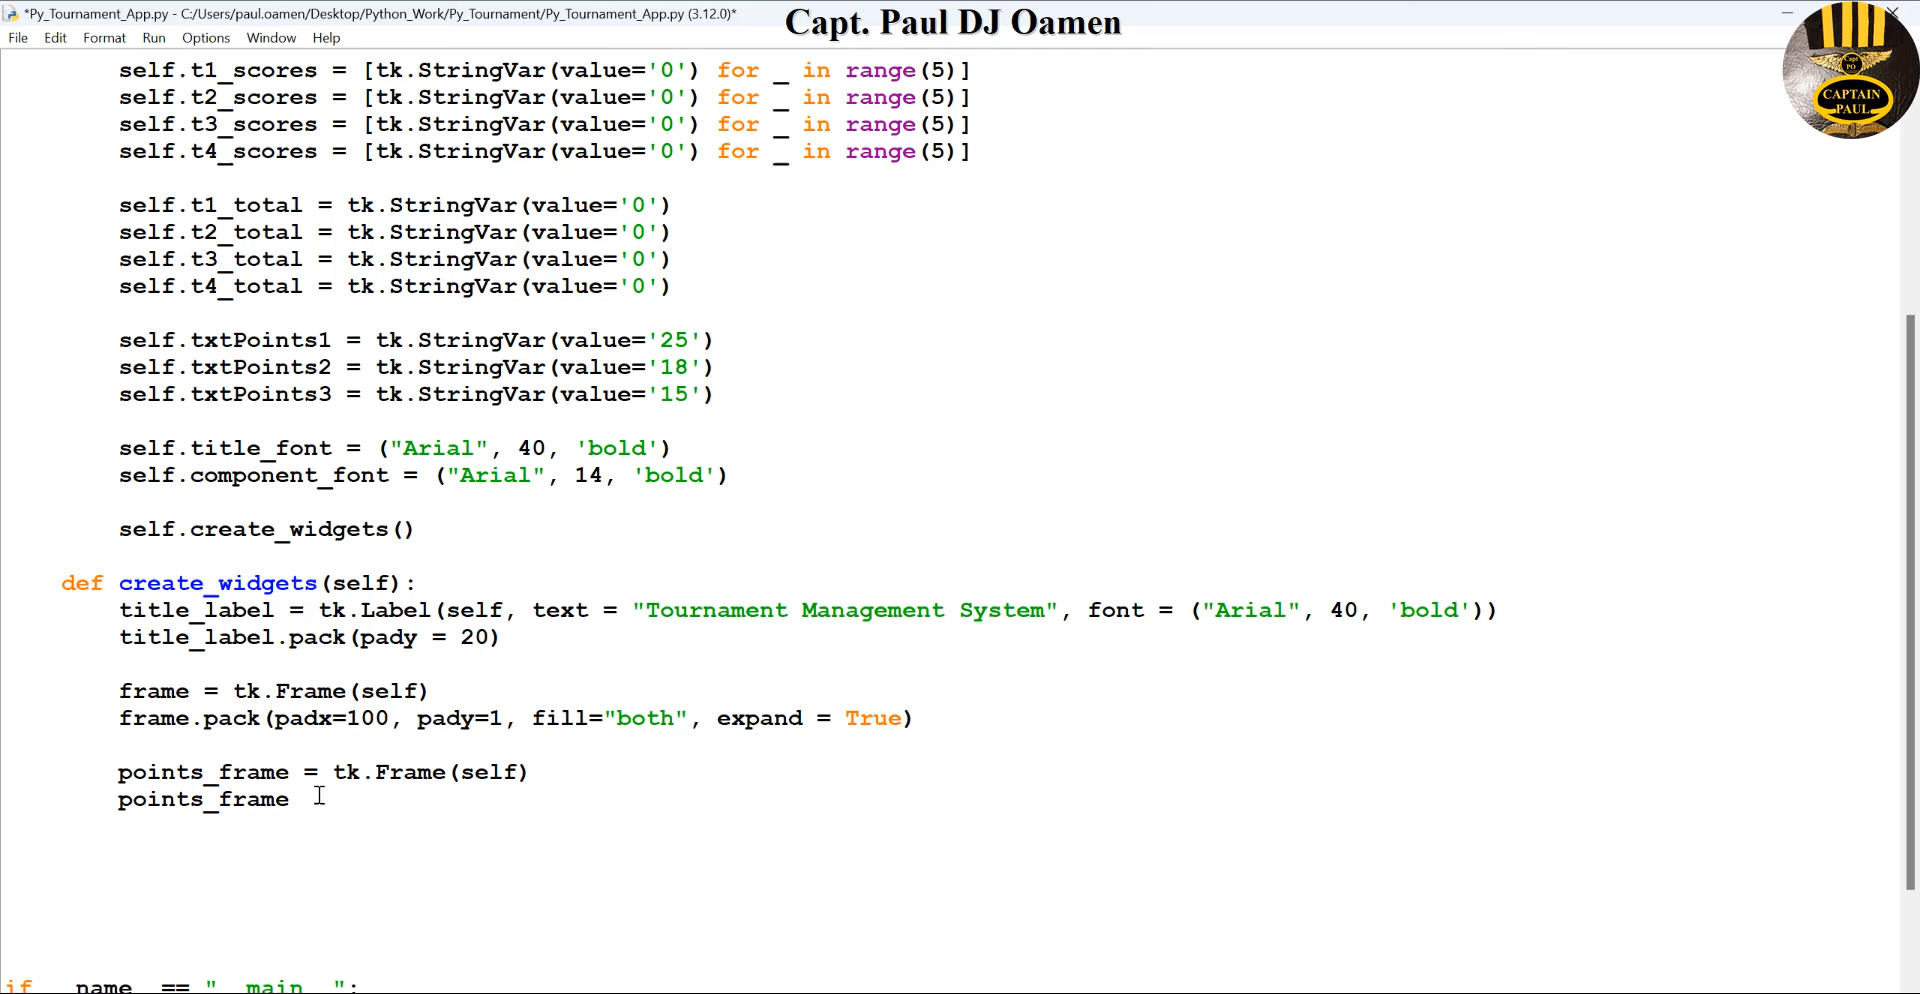 *Py_Tournament_App.py - C:/Users/paul.oamen/Desktop/Python_Work/Py_Tournament/Py_Tournament_App.py (3.12.0)*
Capt. Paul DJ Oamen
File Edit Format Run Options Window Help
Capt
PO
CAPTAIN
PAUL
self.t1_scores = [tk.StringVar(value='0') for _ in range(5)]
self.t2_scores = [tk.StringVar(value='0') for _ in range(5)]
self.t3_scores = [tk.StringVar(value='0') for _ in range(5)]
self.t4_scores = [tk.StringVar(value='0') for _ in range(5)]
self.t1_total = tk.StringVar(value='0')
self.t2_total = tk.StringVar(value='0')
self.t3_total = tk.StringVar(value='0')
self.t4_total = tk.StringVar(value='0')
self.txtPoints1 = tk.StringVar(value='25')
self.txtPoints2 = tk.StringVar(value='18')
self.txtPoints3 = tk.StringVar(value='15')
self.title_font = ("Arial", 40, 'bold')
self.component_font = ("Arial", 14, 'bold')
self.create_widgets()
def create_widgets(self):
title_label = tk.Label(self, text = "Tournament Management System", font = ("Arial", 40, 'bold'))
title_label.pack(pady = 20)
frame = tk.Frame(self)
frame.pack(padx=100, pady=1, fill="both", expand = True)
points_frame = tk.Frame(self)
points_frame
if __name__ == "__main__":